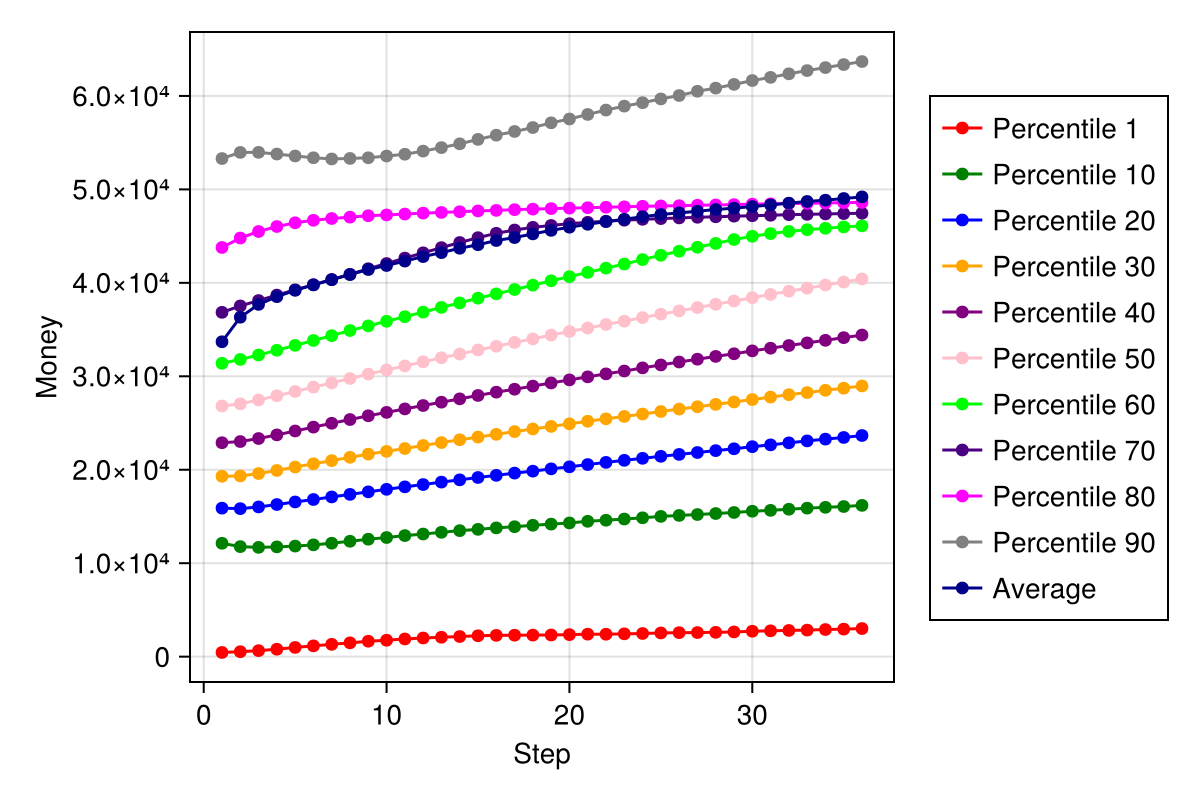 6.0×10⁴
5.0×10⁴
4.0×10⁴
3.0×10⁴
2.0×10⁴
1.0×10⁴
0
Money
0 10 20 30
Step
Percentile 1
Percentile 10
Percentile 20
Percentile 30
Percentile 40
Percentile 50
Percentile 60
Percentile 70
Percentile 80
Percentile 90
Average